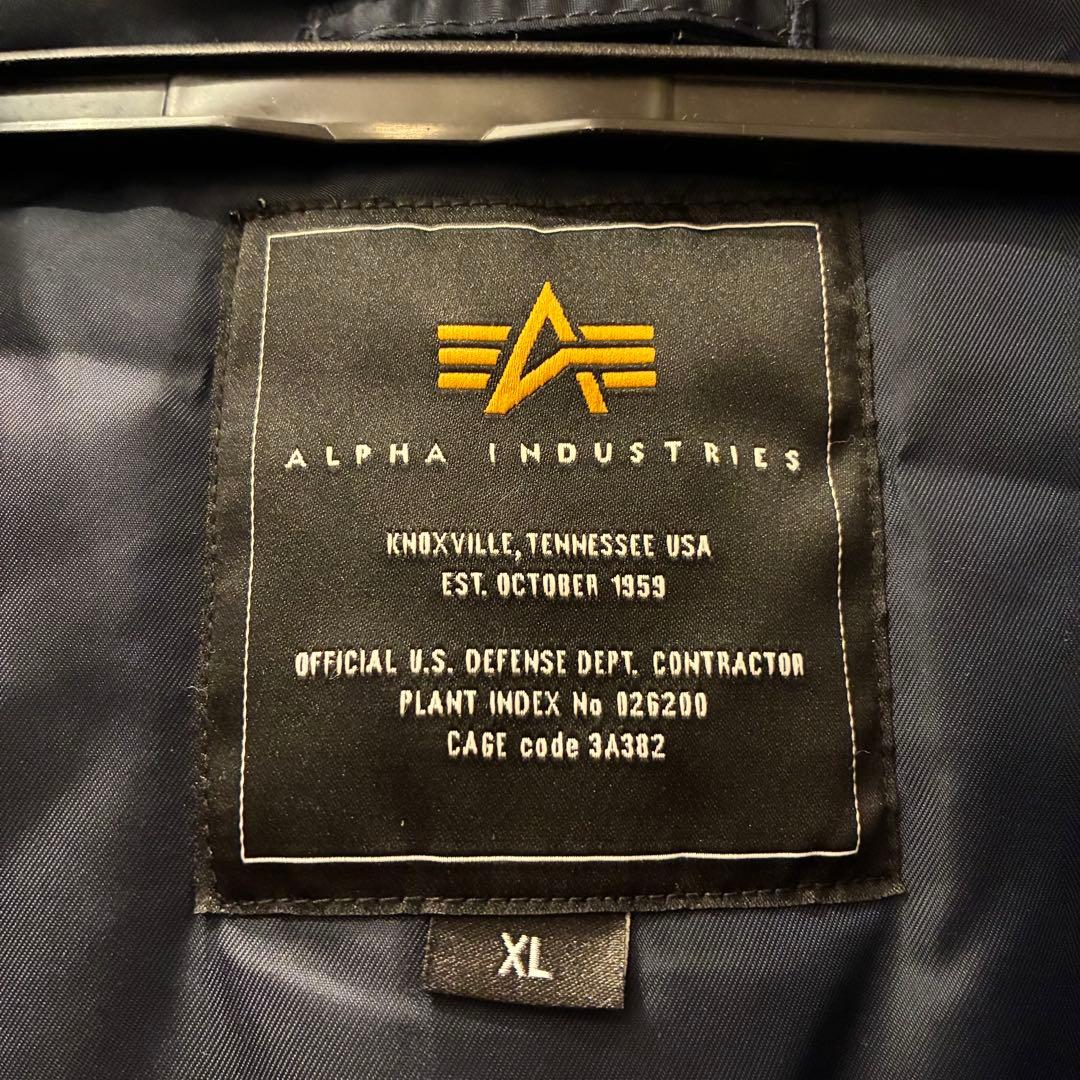 ALPHA INDUSTRIES
KNOXVILLE, TENNESSEE USA
EST. OCTOBER 1959
OFFICIAL U.S. DEFENSE DEPT. CONTRACTOR
PLANT INDEX No 026200
CAGE code 3A382
XL